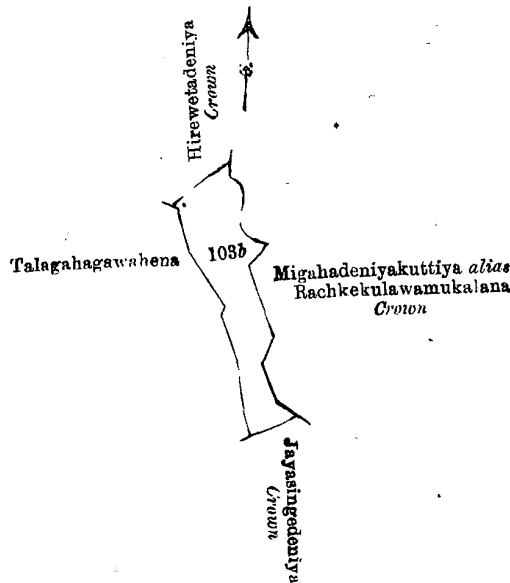 Hirewetadeniya
Crown
103b
Talagahagawahena
Migahadeniyakuttiya alias
Rachkekulawamukalana
Crown
Jayasingedeniya
Crown